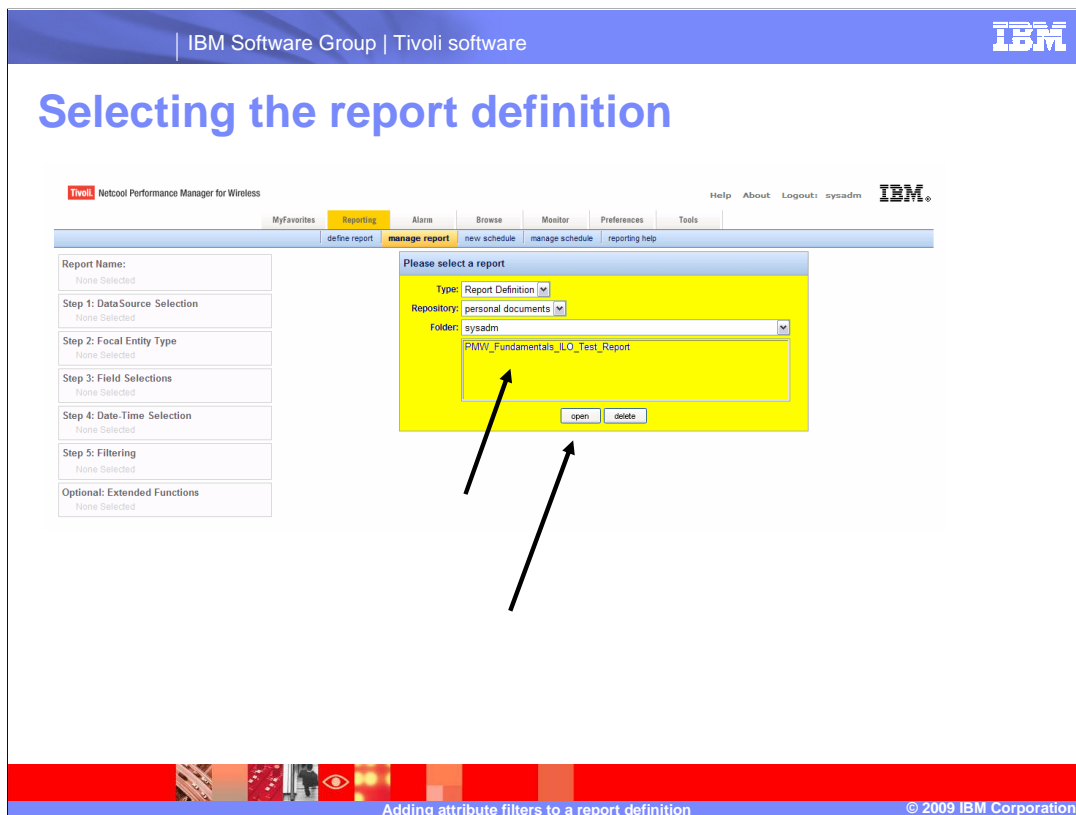 IBM Software Group | Tivoli software
IBM
Selecting the report definition
Tivoli. Netcool Performance Manager for Wireless
Help About Logout: sysadm IBM®
MyFavorites Reporting Alarm Browse Monitor Preferences Tools
define report manage report new schedule manage schedule reporting help
Report Name:
None Selected
Step 1: DataSource Selection
None Selected
Step 2: Focal Entity Type
None Selected
Step 3: Field Selections
None Selected
Step 4: Date-Time Selection
None Selected
Step 5: Filtering
None Selected
Optional: Extended Functions
None Selected
Please select a report
Type: Report Definition
Repository: personal documents
Folder: sysadm
PMW_Fundamentals_ILO_Test_Report
open delete
Adding attribute filters to a report definition
© 2009 IBM Corporation